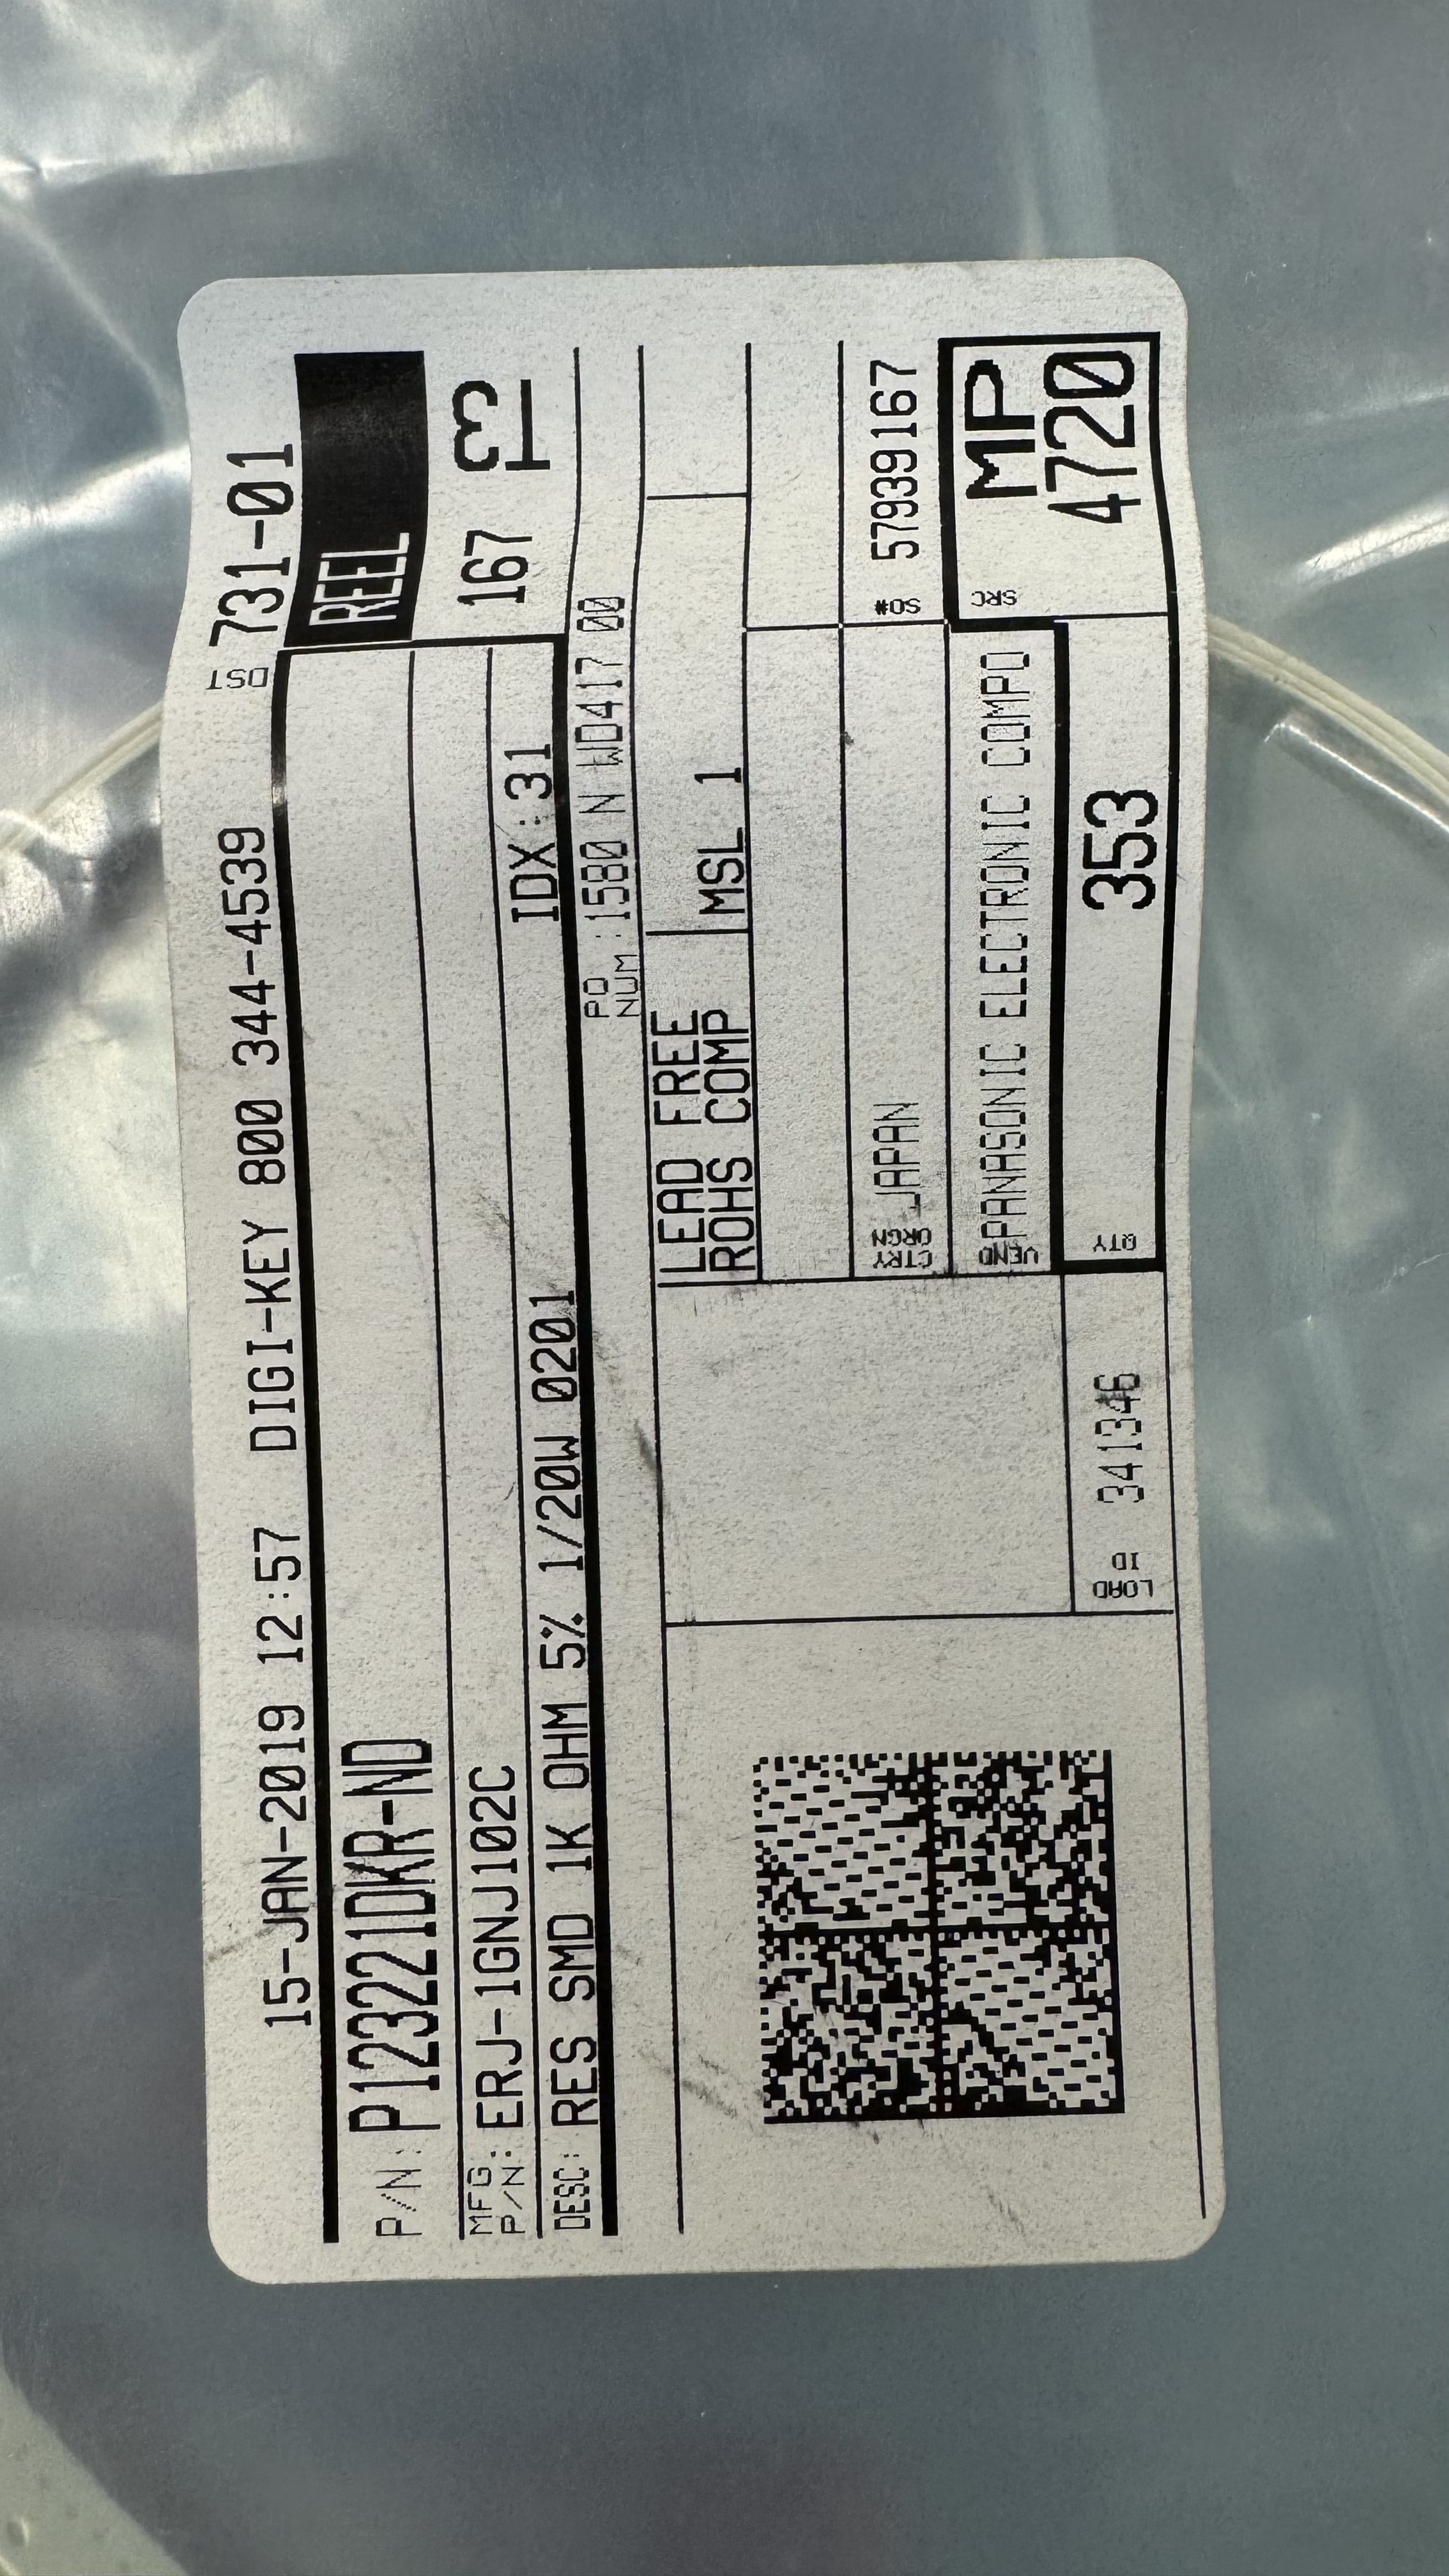 15-JAN-2019 12:57 DIGI-KEY 800 344-4539 DST 731-01
P/N: P122321DKR-ND
REEL
MFG P/N: ERJ-1GNJ102C
167
DESC: RES SMD 1K OHM 5% 1/20W 0201
IDX:31
PO NUM: 1580 N WD417 00
LEAD FREE
ROHS COMP
MSL 1
CTRY ORGN JAPAN
SO# 57939167
VEND PANASONIC ELECTRONIC COMPO
SRC MP
4720
LOAD ID 341346
QTY 353